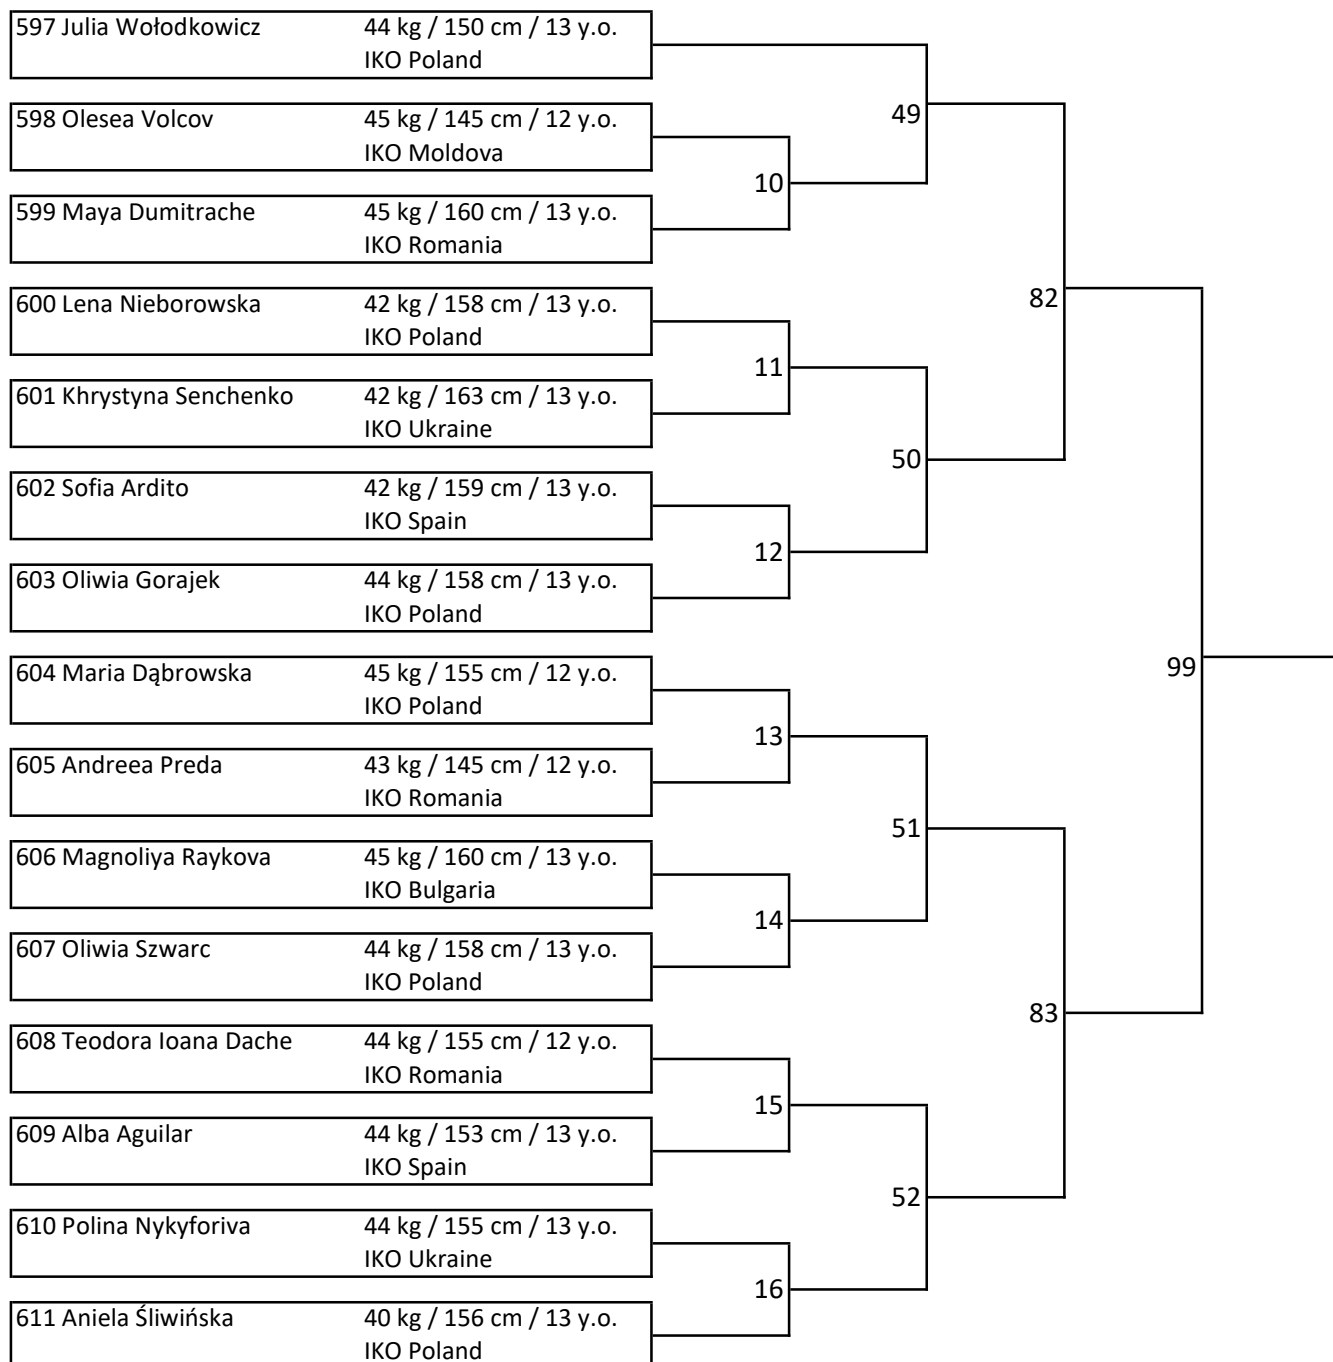 597 Julia Wołodkowicz 44 kg / 150 cm / 13 y.o.
IKO Poland
598 Olesea Volcov 45 kg / 145 cm / 12 y.o.
49
IKO Moldova
10
599 Maya Dumitrache 45 kg / 160 cm / 13 y.o.
IKO Romania
600 Lena Nieborowska 42 kg / 158 cm / 13 y.o.
82
IKO Poland
11
601 Khrystyna Senchenko 42 kg / 163 cm / 13 y.o.
IKO Ukraine
50
602 Sofia Ardito 42 kg / 159 cm / 13 y.o.
IKO Spain
12
603 Oliwia Gorajek 44 kg / 158 cm / 13 y.o.
IKO Poland
604 Maria Dąbrowska 45 kg / 155 cm / 12 y.o.
99
IKO Poland
13
605 Andreea Preda 43 kg / 145 cm / 12 y.o.
IKO Romania
51
606 Magnoliya Raykova 45 kg / 160 cm / 13 y.o.
IKO Bulgaria
14
607 Oliwia Szwarc 44 kg / 158 cm / 13 y.o.
IKO Poland
83
608 Teodora Ioana Dache 44 kg / 155 cm / 12 y.o.
IKO Romania
15
609 Alba Aguilar 44 kg / 153 cm / 13 y.o.
IKO Spain
52
610 Polina Nykyforiva 44 kg / 155 cm / 13 y.o.
IKO Ukraine
16
611 Aniela Śliwińska 40 kg / 156 cm / 13 y.o.
IKO Poland